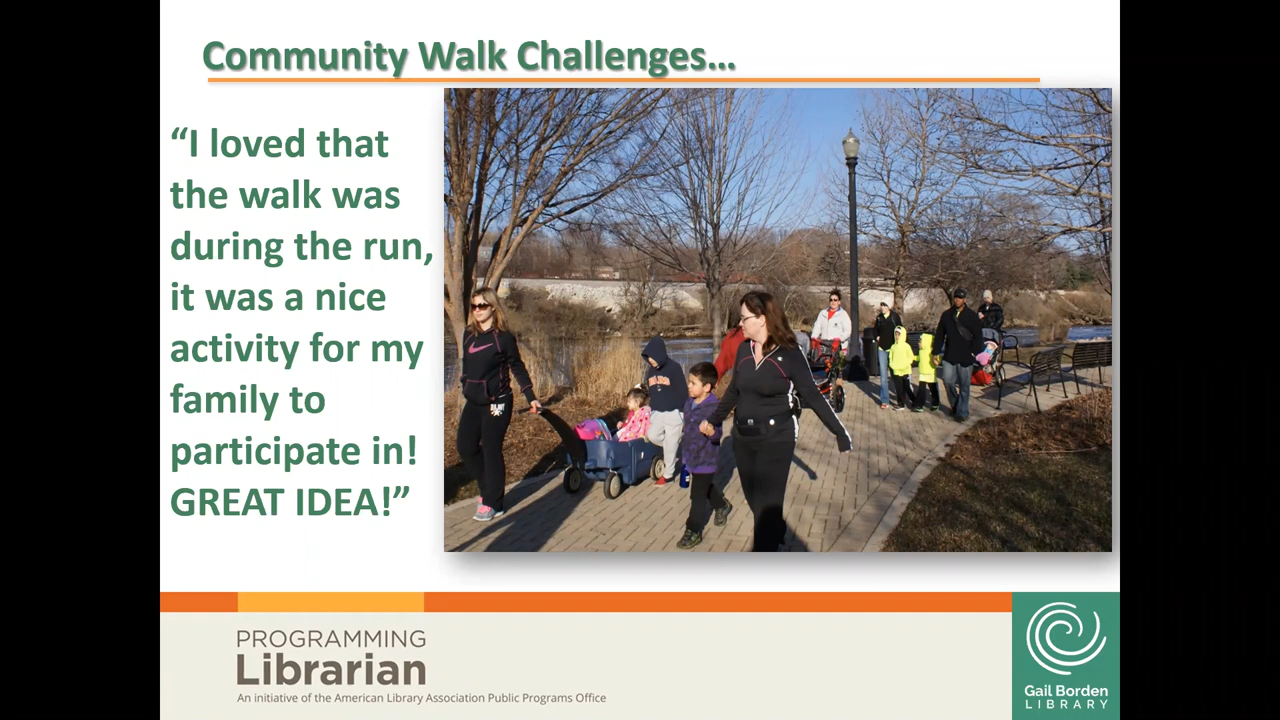 Community Walk Challenges…
“I loved that
the walk was
during the run,
it was a nice
activity for my
family to
participate in!
GREAT IDEA!”
PROGRAMMING
Librarian
An initiative of the American Library Association Public Programs Office
Gail Borden
LIBRARY